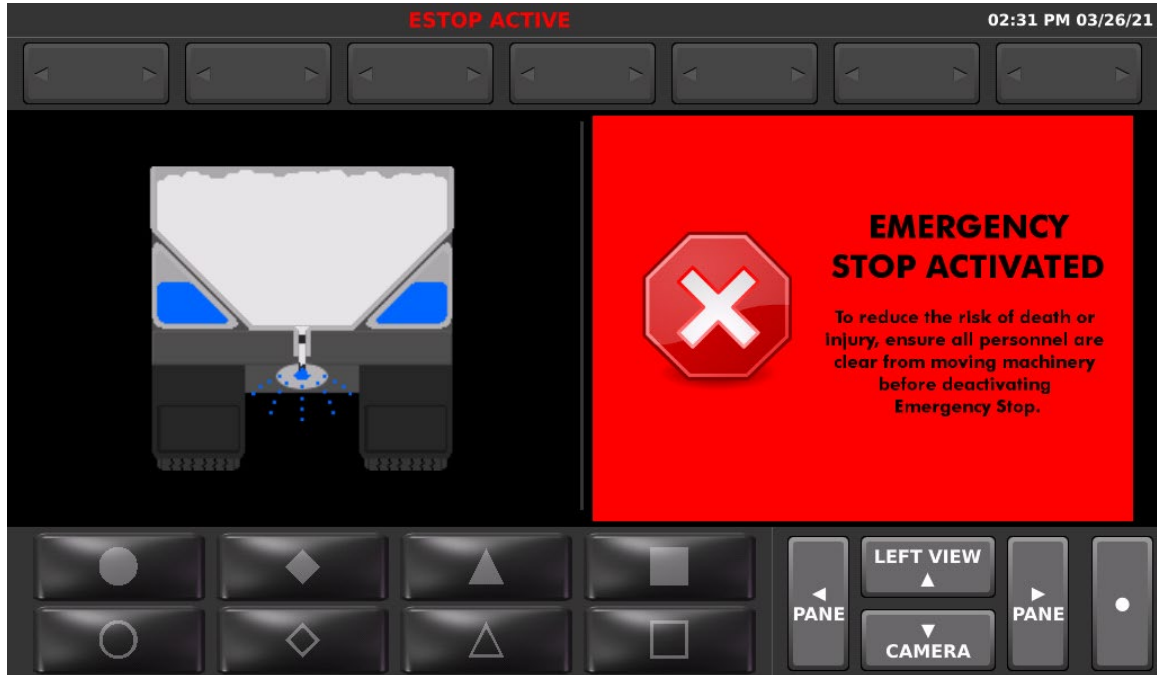 ESTOP ACTIVE
02:31 PM 03/26/21
EMERGENCY
STOP ACTIVATED
To reduce the risk of death or
injury, ensure all personnel are
clear from moving machinery
before deactivating
Emergency Stop.
PANE
LEFT VIEW
CAMERA
PANE